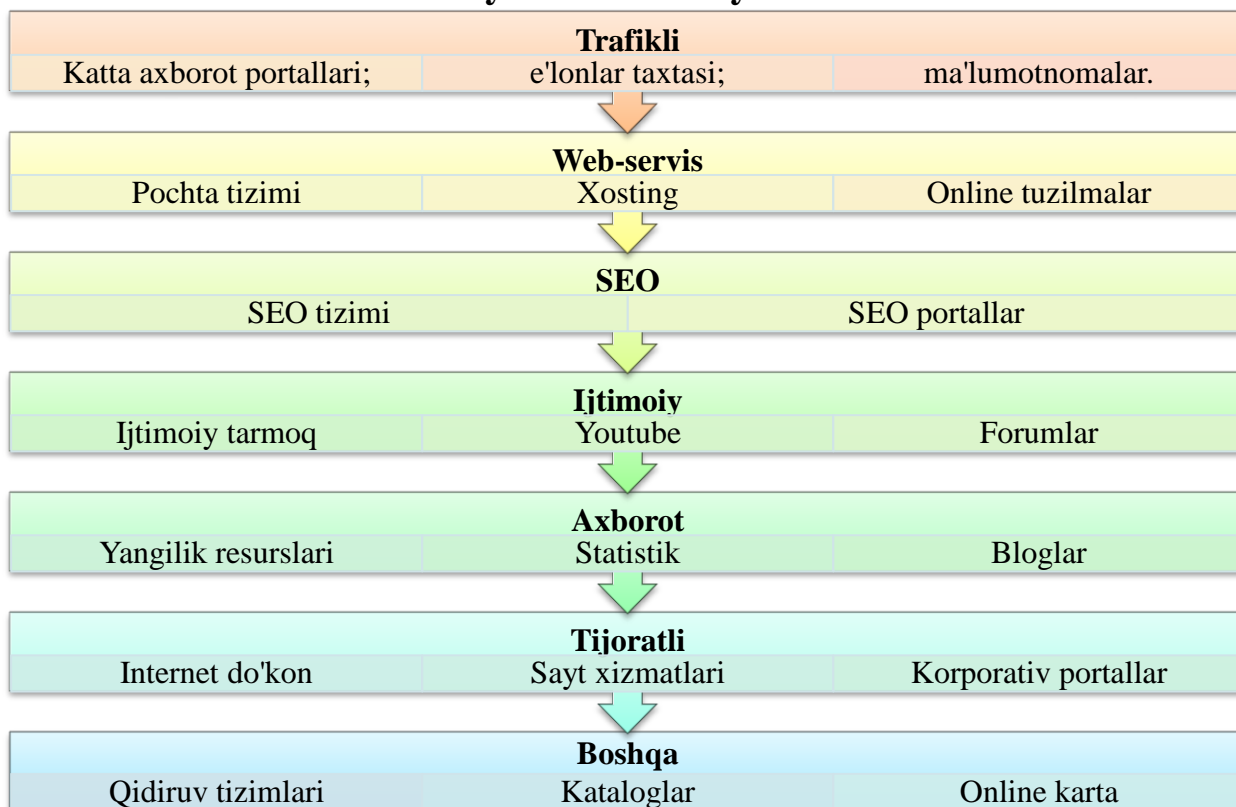 Trafikli
Katta axborot portallari; e'lonlar taxtasi; ma'lumotnomalar.
Web-servis
Pochta tizimi Xosting Online tuzilmalar
SEO
SEO tizimi SEO portallar
Ijtimoiy
Ijtimoiy tarmoq Youtube Forumlar
Axborot
Yangilik resurslari Statistik Bloglar
Tijoratli
Internet do'kon Sayt xizmatlari Korporativ portallar
Boshqa
Qidiruv tizimlari Kataloglar Online karta